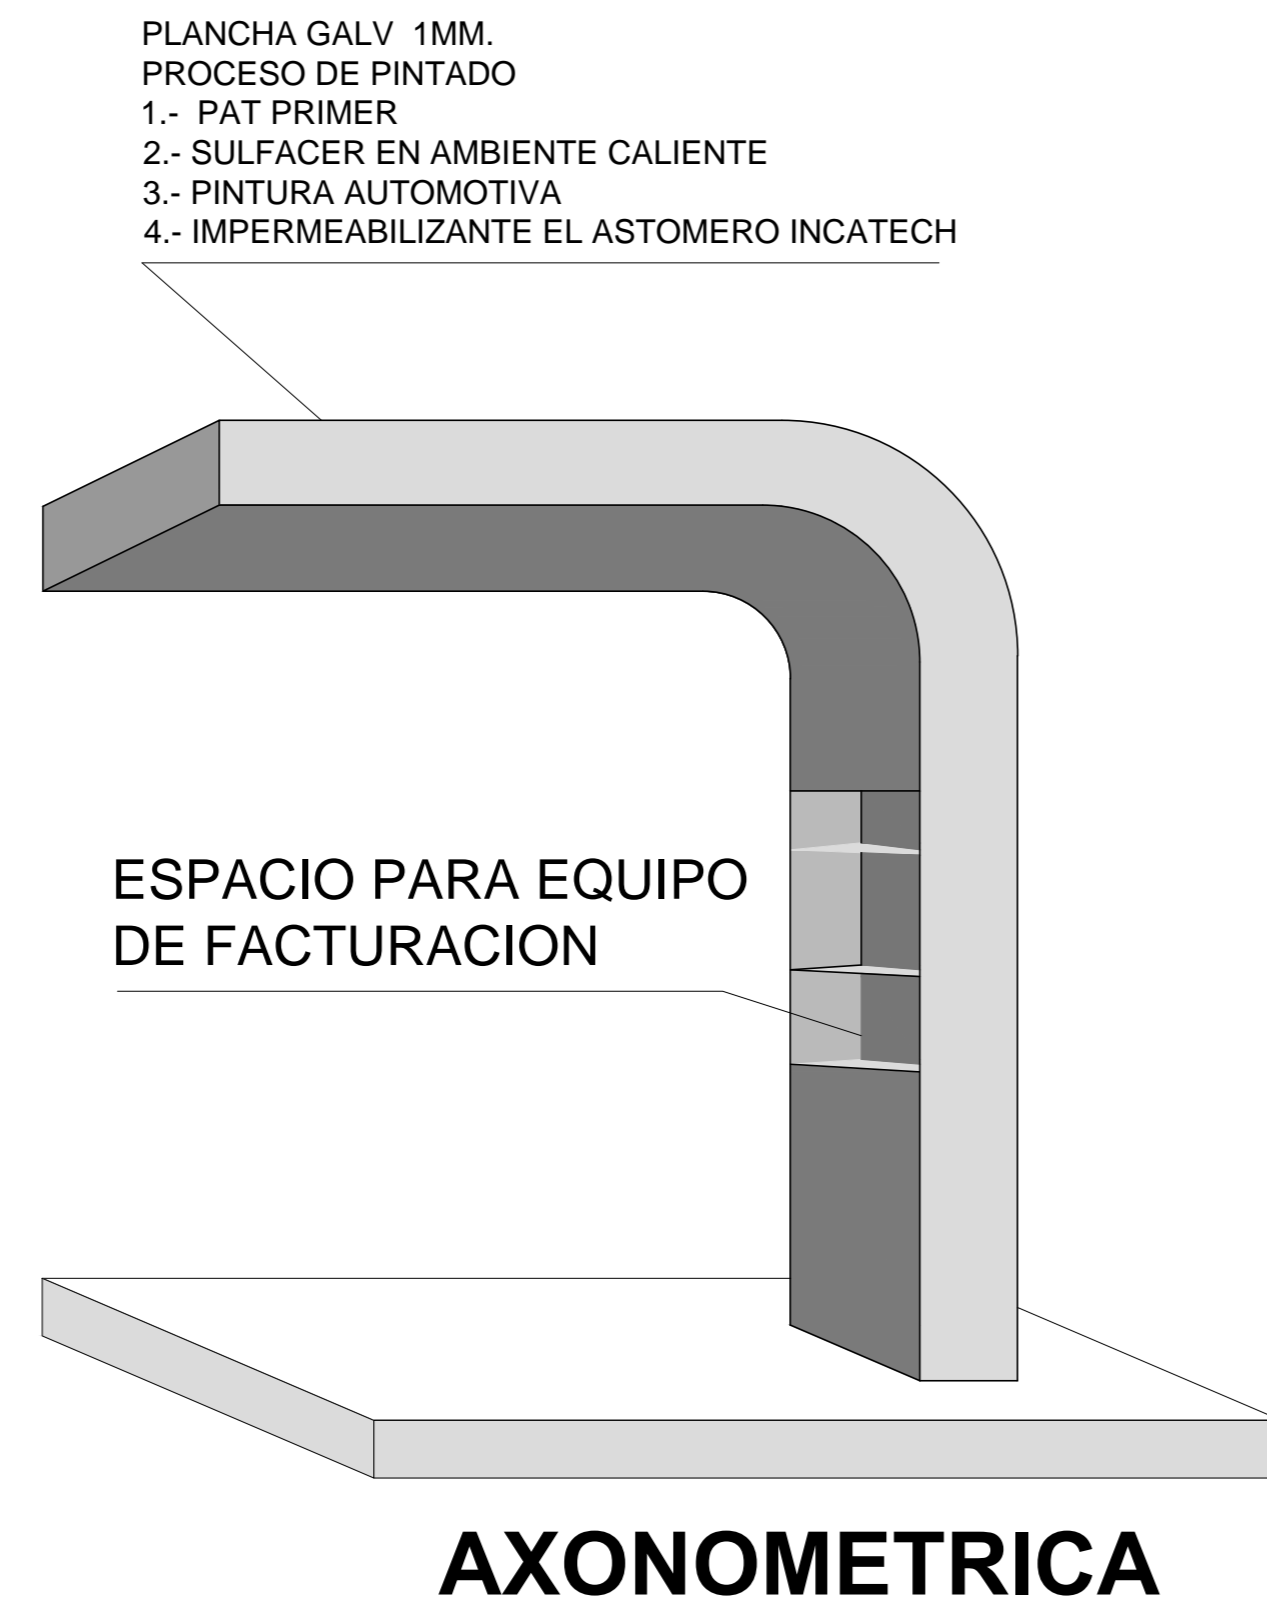 PLANCHA GALV 1MM.
PROCESO DE PINTADO
1.- PAT PRIMER
2.- SULFACER EN AMBIENTE CALIENTE
3.- PINTURA AUTOMOTIVA
4.- IMPERMEABILIZANTE EL ASTOMERO INCATECH
ESPACIO PARA EQUIPO
DE FACTURACION
AXONOMETRICA